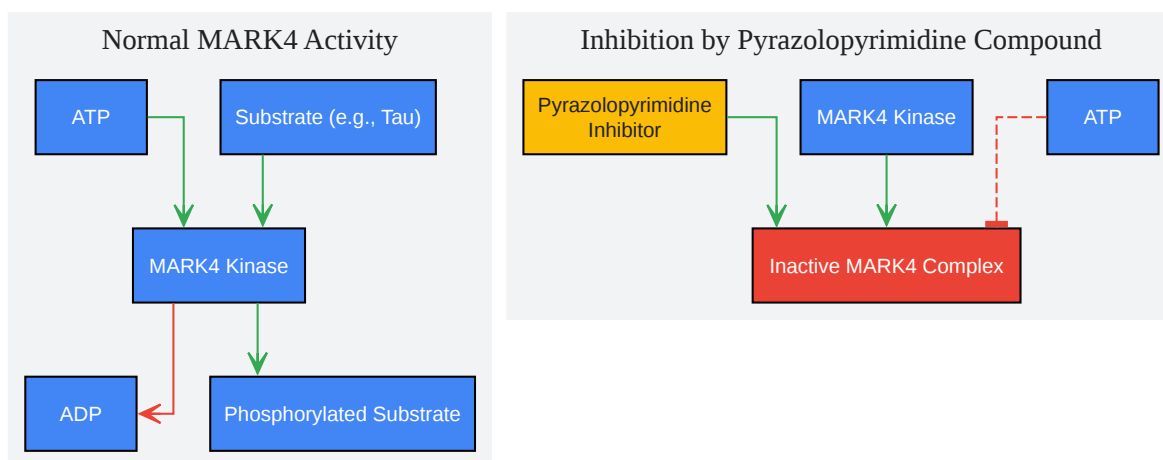 Normal MARK4 Activity
ATP
Substrate (e.g., Tau)
MARK4 Kinase
ADP
Phosphorylated Substrate
Inhibition by Pyrazolopyrimidine Compound
Pyrazolopyrimidine
Inhibitor
MARK4 Kinase
ATP
Inactive MARK4 Complex